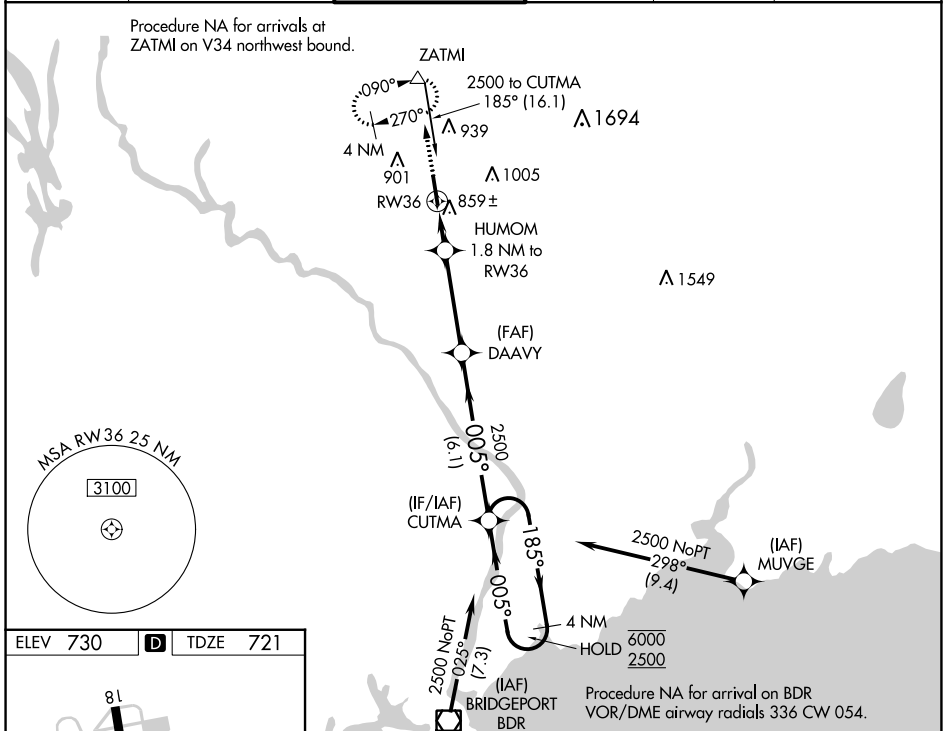 Procedure NA for arrivals at
ZATMI on V34 northwest bound.
ZATMI
2500 to CUTMA
185° (16.1)
090°
270°
4 NM
939
1694
901
1005
RW36
859±
HUMOM
1.8 NM to
RW36
1549
(FAF)
DAAVY
MSA RW36 25 NM
3100
2500
005°
(6.1)
(IF/IAF)
CUTMA
185°
005°
2500 NoPT
298°
(9.4)
(IAF)
MUVGE
4 NM
HOLD
6000
2500
2500 NoPT
025°
(7.3)
(IAF)
BRIDGEPORT
BDR
Procedure NA for arrival on BDR
VOR/DME airway radials 336 CW 054.
ELEV 730 D TDZE 721
18